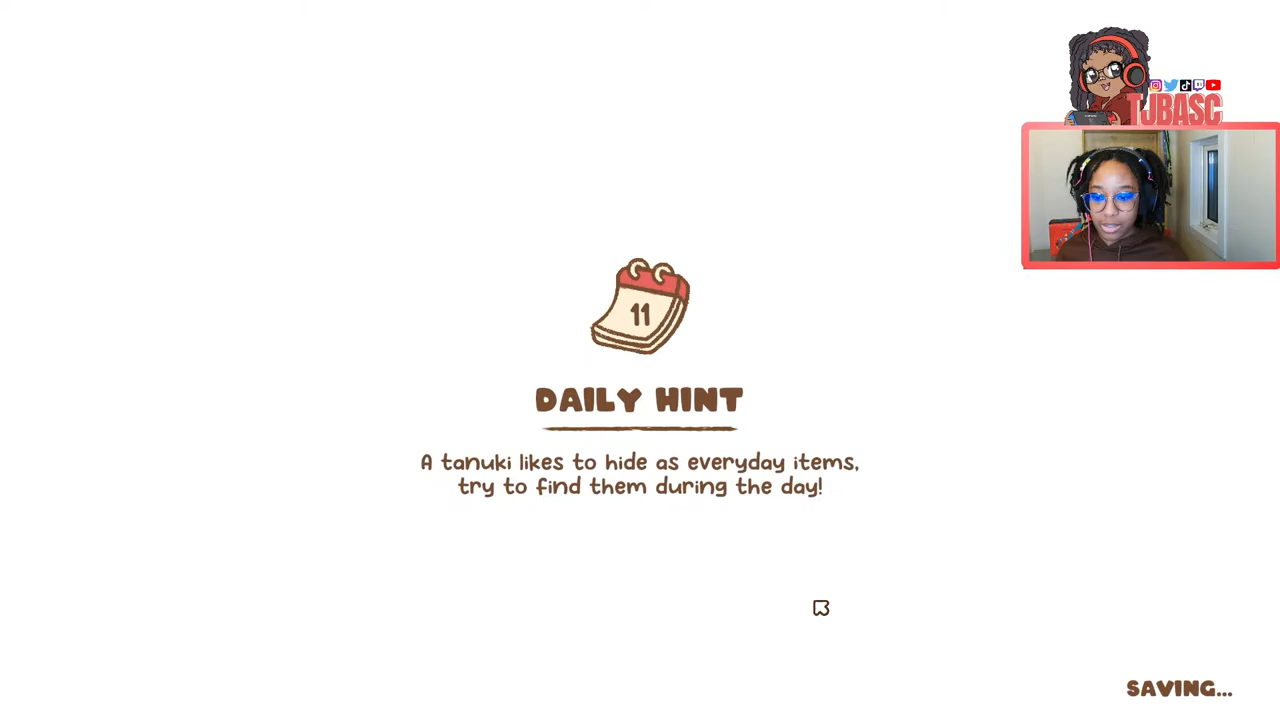 TJBASC
11
DAILY HINT
A tanuki likes to hide as everyday items,
try to find them during the day!
SAVING...